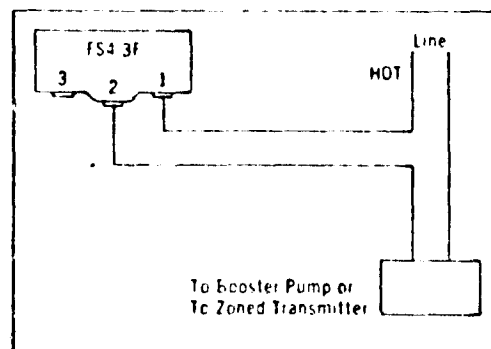 FS4 3F
3 2 1
Line
HOT
To Booster Pump or
To Zoned Transmitter